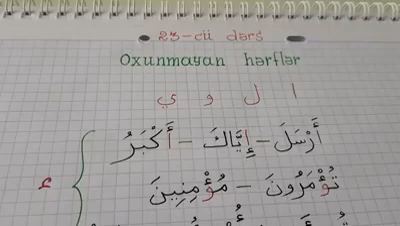 23-cü dərs
Oxunmayan hərflər
ا ل و ي
أَرْسَلَ - إِيَّاكَ - أَكْبَرُ
ء
تُؤْمَرُونَ - مُؤْمِنِينَ